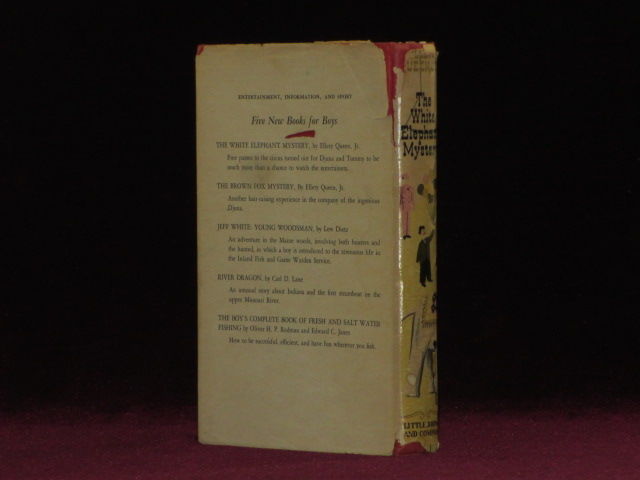 ENTERTAINMENT, INFORMATION, AND SPORT
Five New Books for Boys
THE WHITE ELEPHANT MYSTERY, by Ellery Queen, Jr.
Free passes to the circus turned out for Djuna and Tommy to be
much more than a chance to watch the entertainers.
THE BROWN FOX MYSTERY, By Ellery Queen, Jr.
Another hair-raising experience in the company of the ingenious
Djuna.
JEFF WHITE: YOUNG WOODSMAN, by Lew Dietz
An adventure in the Maine woods, involving both hunters and
the hunted, in which a boy is introduced to the strenuous life in
the Inland Fish and Game Warden Service.
RIVER DRAGON, by Carl D. Lane
An unusual story about Indians and the first steamboat on the
upper Missouri River.
THE BOY'S COMPLETE BOOK OF FRESH AND SALT WATER
FISHING by Oliver H. P. Rodman and Edward C. Janes
How to be successful, efficient, and have fun wherever you fish.
The
White
Elephant
Mystery
LITTLE, BROWN
AND COMPANY